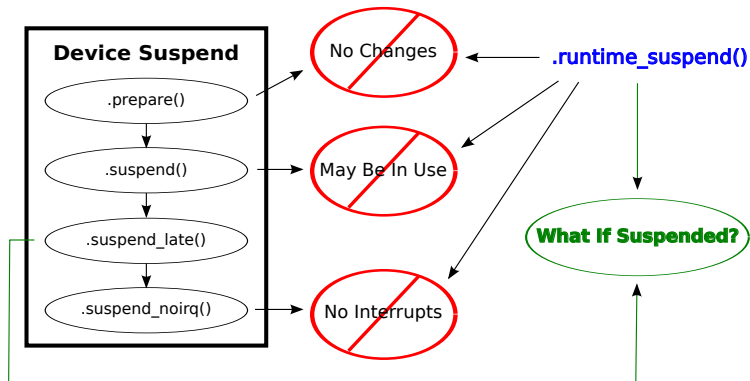 Device Suspend
.prepare()
.suspend()
.suspend_late()
.suspend_noirq()
No Changes
May Be In Use
No Interrupts
.runtime_suspend()
What If Suspended?